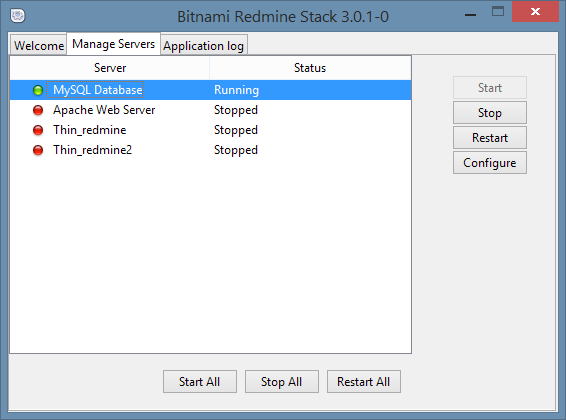 Bitnami Redmine Stack 3.0.1-0
Welcome Manage Servers Application log
Server Status
MySQL Database Running
Apache Web Server Stopped
Thin_redmine Stopped
Thin_redmine2 Stopped
Start
Stop
Restart
Configure
Start All Stop All Restart All